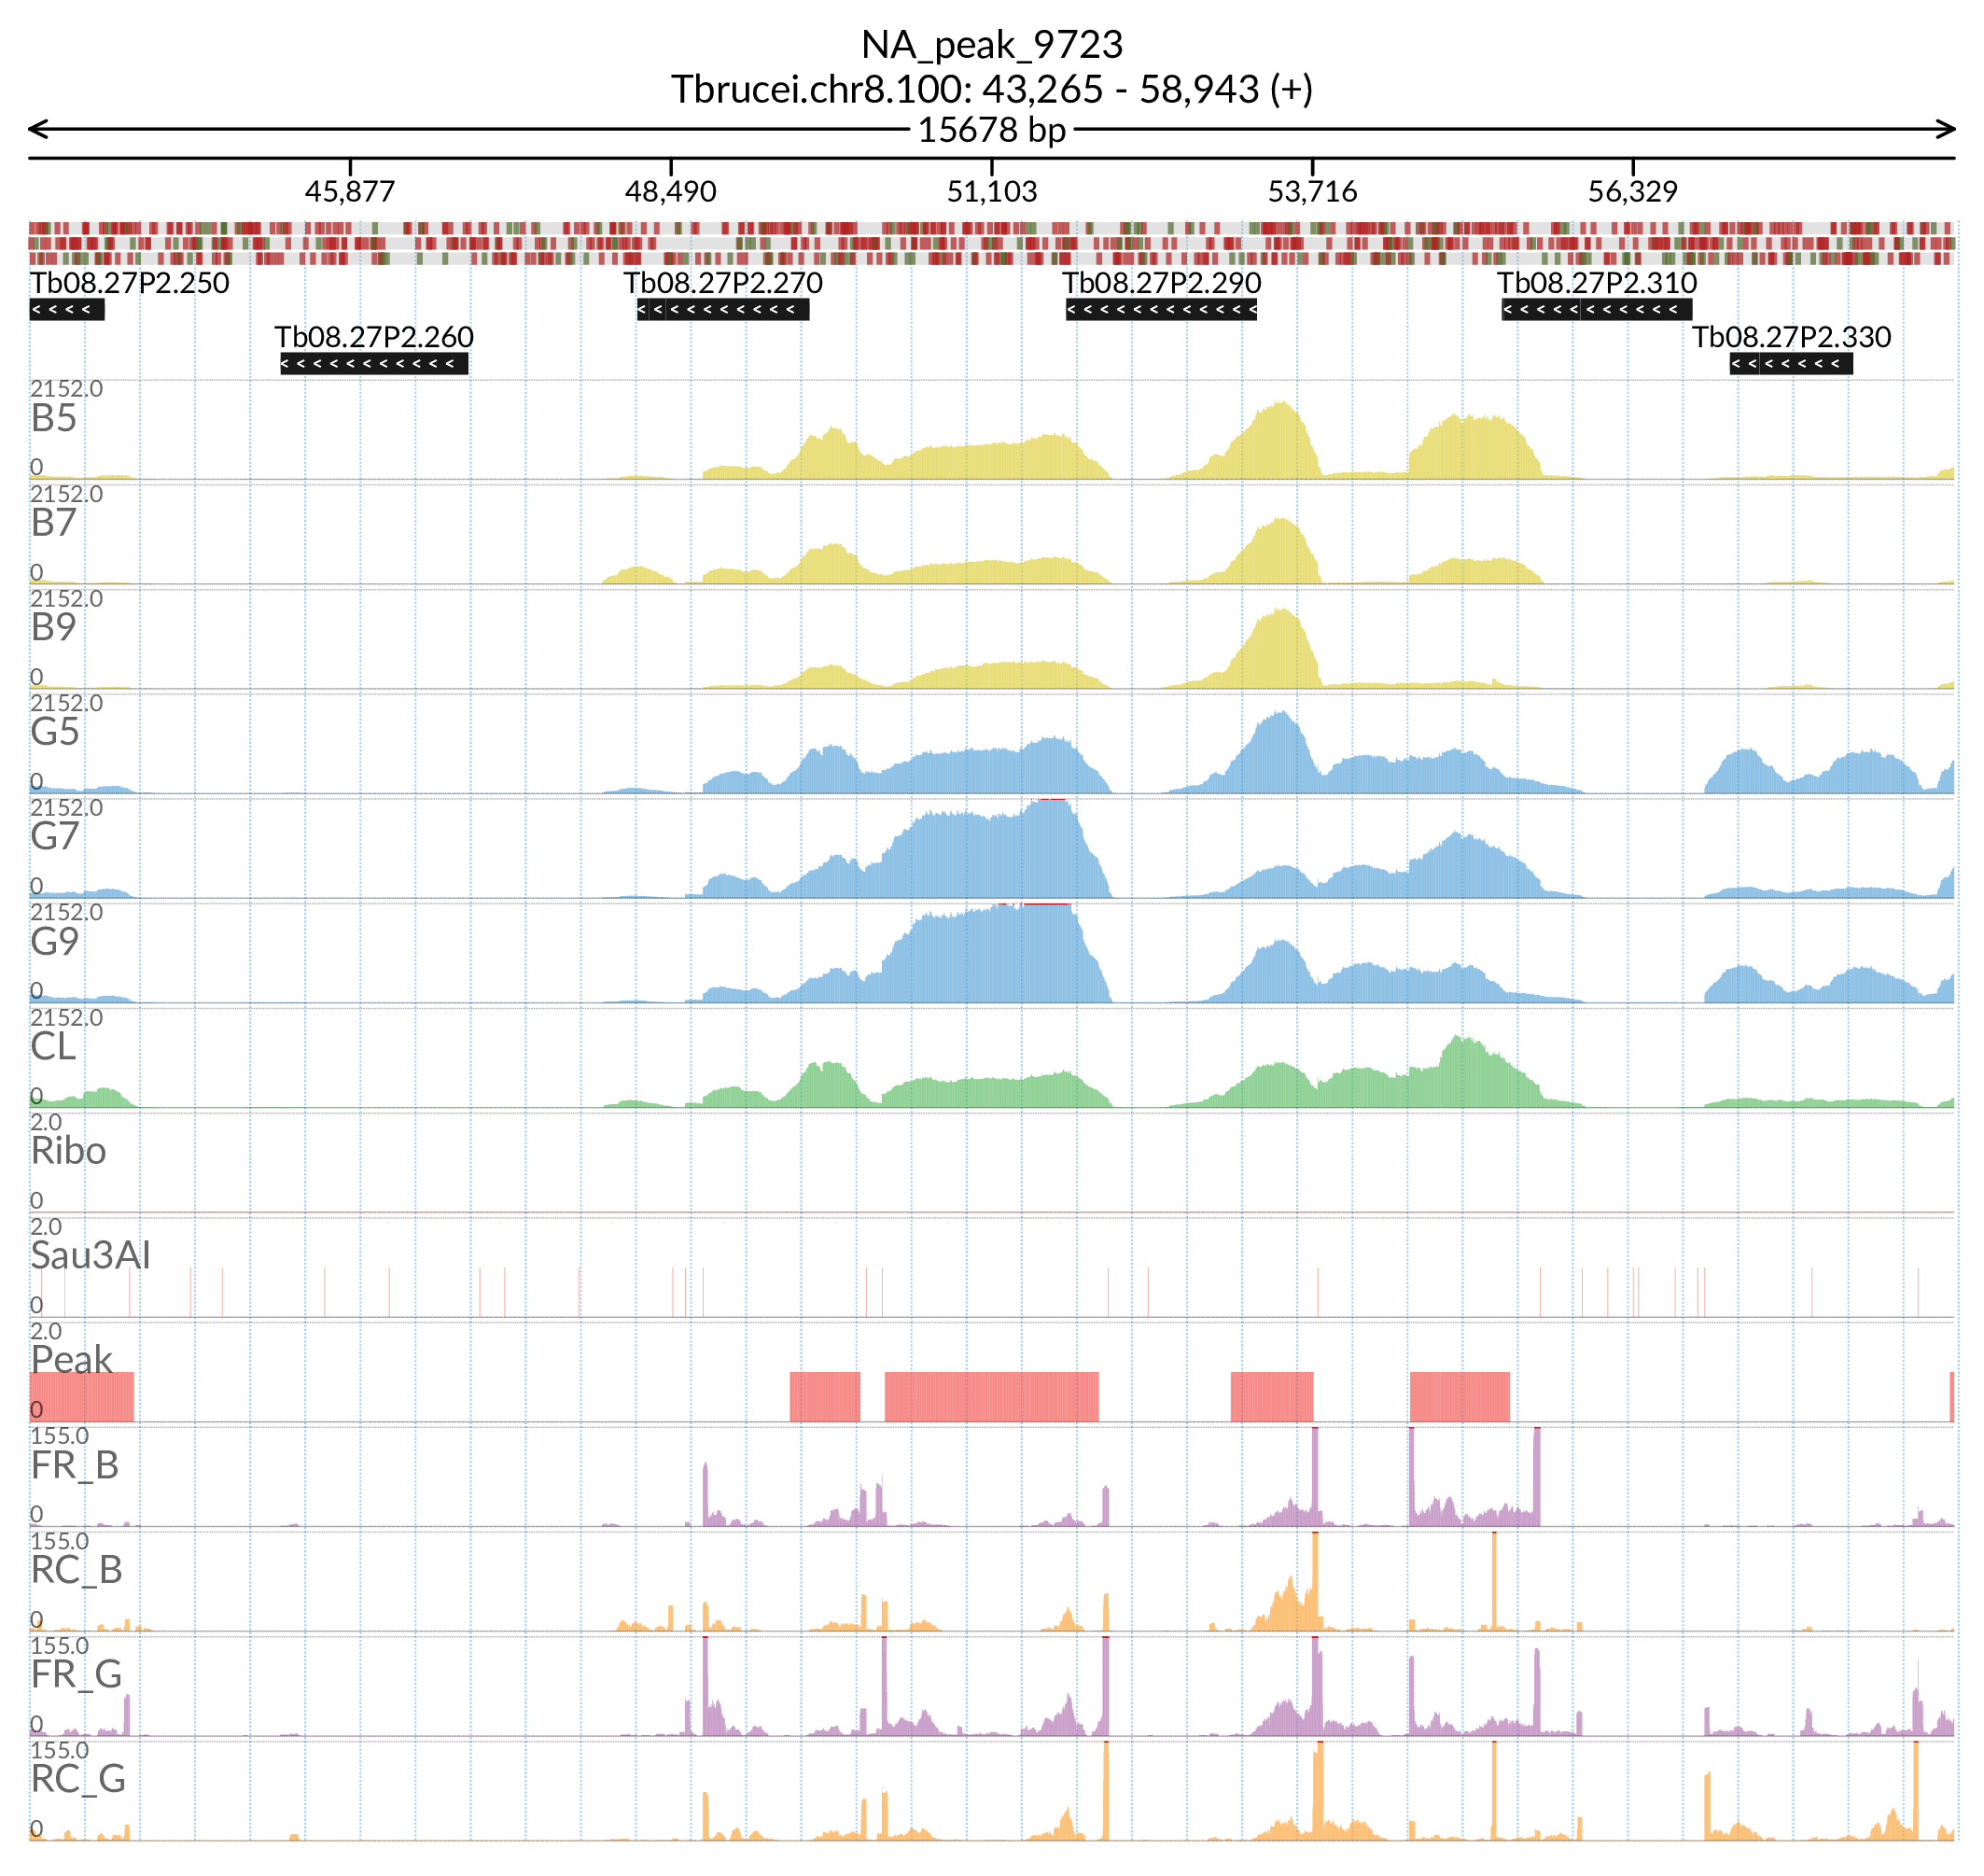 NA_peak_9723
Tbrucei.chr8.100: 43,265 - 58,943 (+)
15678 bp
45,877 48,490 51,103 53,716 56,329
Tb08.27P2.250 Tb08.27P2.270 Tb08.27P2.290 Tb08.27P2.310
Tb08.27P2.260 Tb08.27P2.330
2152.0
B5
0
2152.0
B7
0
2152.0
B9
0
2152.0
G5
0
2152.0
G7
0
2152.0
G9
0
2152.0
CL
0
2.0
Ribo
0
2.0
Sau3AI
0
2.0
Peak
0
155.0
FR_B
0
155.0
RC_B
0
155.0
FR_G
0
155.0
RC_G
0